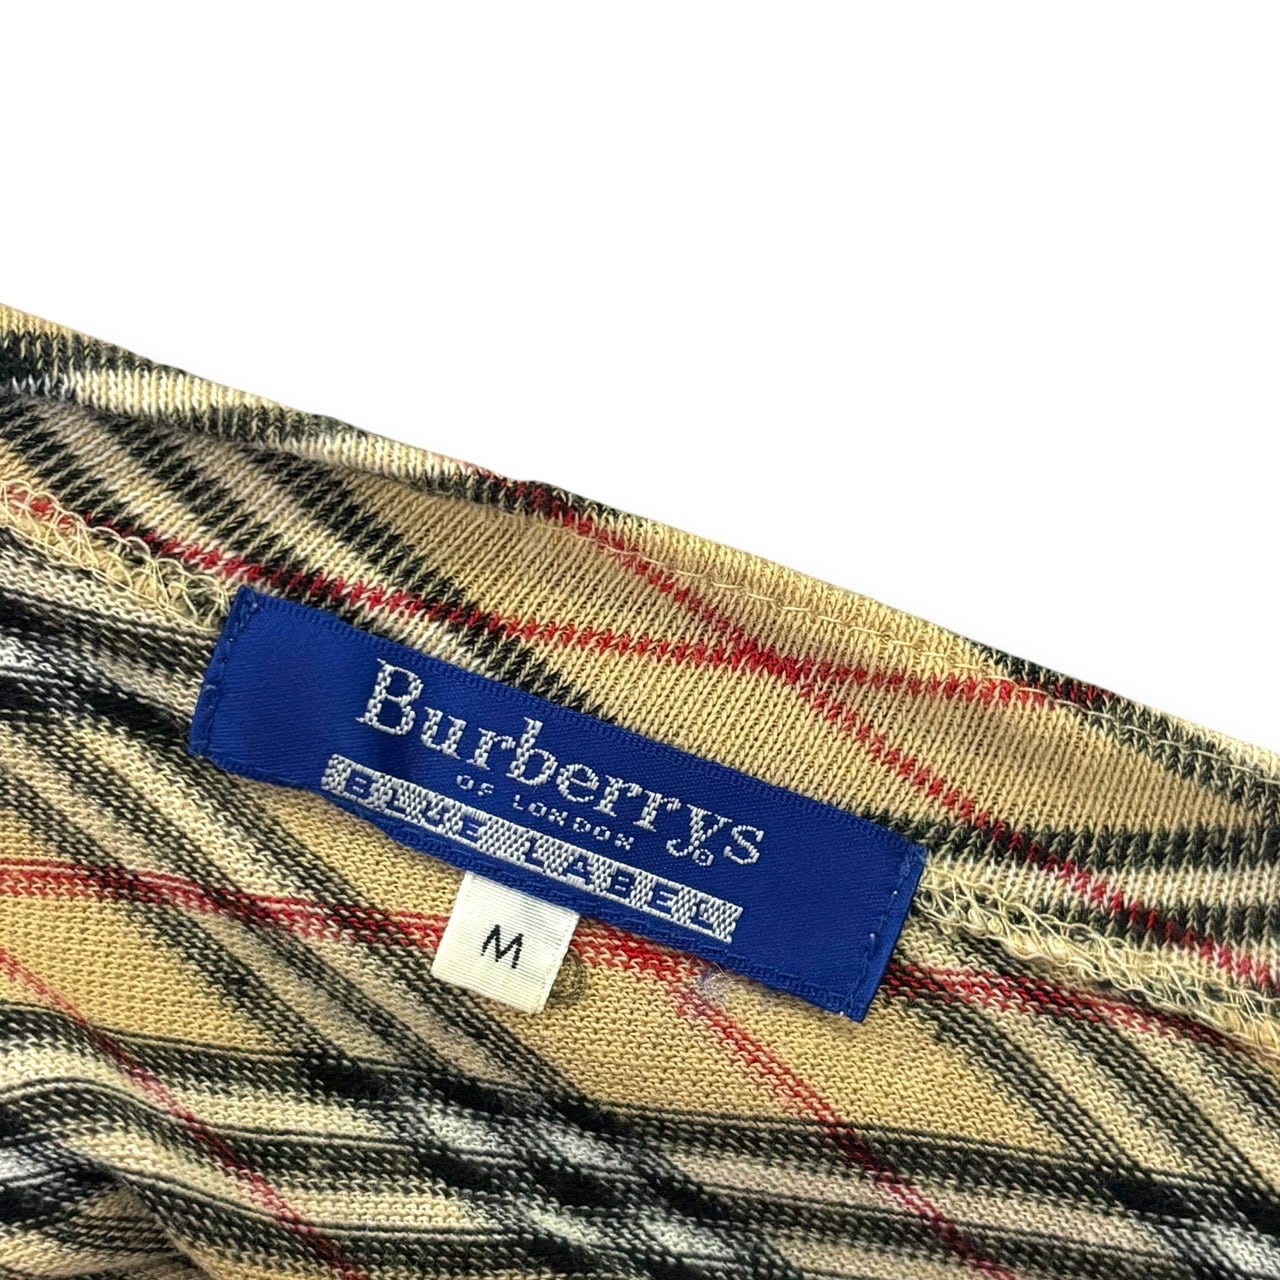 Burberrys®
OF LONDON
BLUE LABEL
M